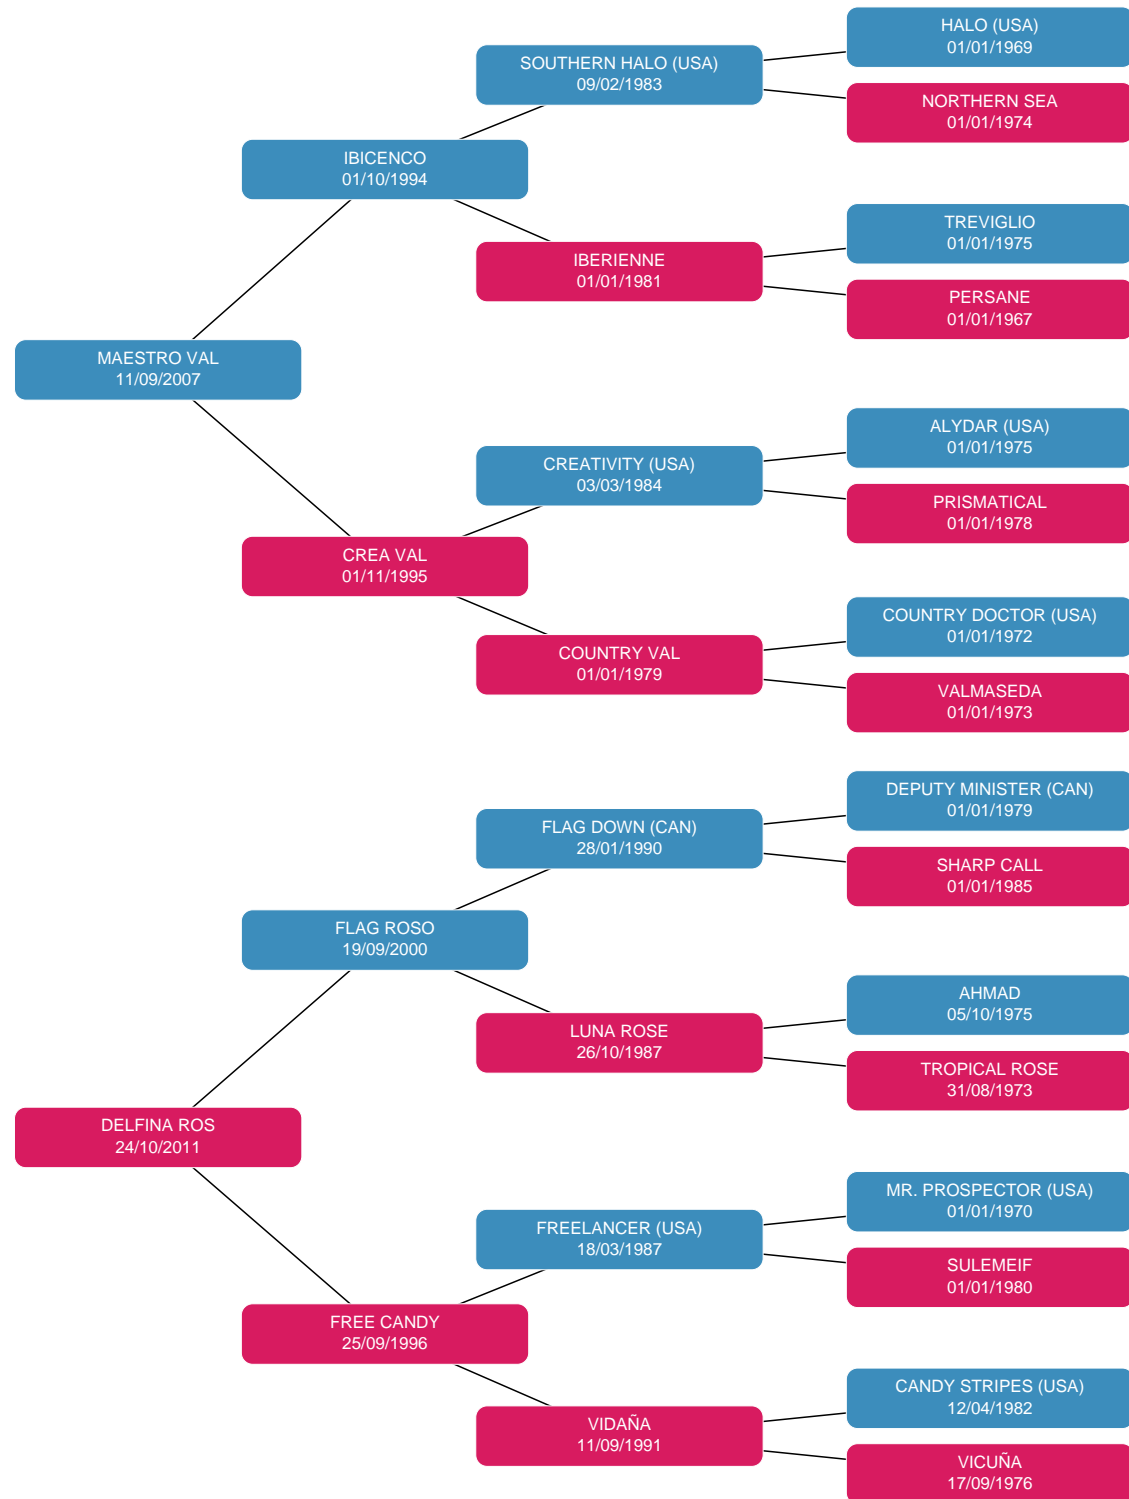 HALO (USA)
01/01/1969
SOUTHERN HALO (USA)
09/02/1983
NORTHERN SEA
01/01/1974
IBICENCO
01/10/1994
TREVIGLIO
01/01/1975
IBERIENNE
01/01/1981
PERSANE
01/01/1967
MAESTRO VAL
11/09/2007
ALYDAR (USA)
01/01/1975
CREATIVITY (USA)
03/03/1984
PRISMATICAL
01/01/1978
CREA VAL
01/11/1995
COUNTRY DOCTOR (USA)
01/01/1972
COUNTRY VAL
01/01/1979
VALMASEDA
01/01/1973
DEPUTY MINISTER (CAN)
01/01/1979
FLAG DOWN (CAN)
28/01/1990
SHARP CALL
01/01/1985
FLAG ROSO
19/09/2000
AHMAD
05/10/1975
LUNA ROSE
26/10/1987
TROPICAL ROSE
31/08/1973
DELFINA ROS
24/10/2011
MR. PROSPECTOR (USA)
01/01/1970
FREELANCER (USA)
18/03/1987
SULEMEIF
01/01/1980
FREE CANDY
25/09/1996
CANDY STRIPES (USA)
12/04/1982
VIDAÑA
11/09/1991
VICUÑA
17/09/1976